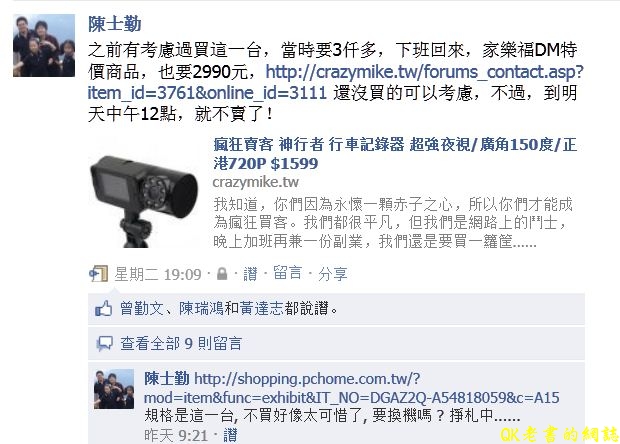 陳士勤
之前有考慮過買這一台，當時要3仟多，下班回來，家樂福DM特
價商品，也要2990元，http://crazymike.tw/forums_contact.asp?
item_id=3761&online_id=3111 還沒買的可以考慮，不過，到明
天中午12點，就不賣了！
瘋狂賣客 神行者 行車記錄器 超強夜視/廣角150度/正
港720P $1599
crazymike.tw
我知道，你們因為永懷一顆赤子之心，所以你們才能成
為瘋狂買客。我們都很平凡，但我們是網路上的鬥士，
晚上加班再兼一份副業，我們還是要買一籮筐......
星期二 19:09 · 讚 · 留言 · 分享
曾勤文、陳瑞鴻和黃達志都說讚。
查看全部 9 則留言
陳士勤 http://shopping.pchome.com.tw/?
mod=item&func=exhibit&IT_NO=DGAZ2Q-A54818059&c=A15
規格是這一台, 不買好像太可惜了, 要換機嗎 ? 掙札中......
昨天 9:21 · 讚
QK老爹的網誌